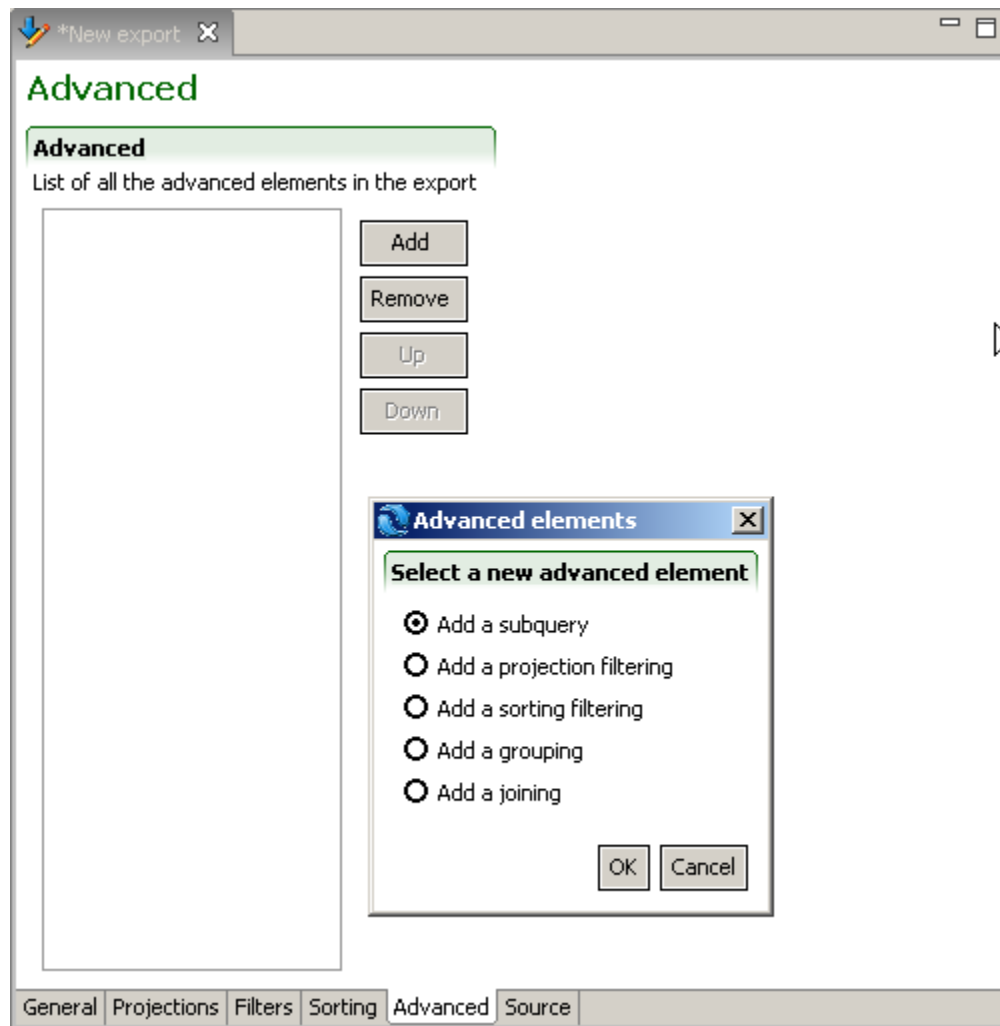 *New export
Advanced
Advanced
List of all the advanced elements in the export
Add
Remove
Up
Down
Advanced elements
Select a new advanced element
Add a subquery
Add a projection filtering
Add a sorting filtering
Add a grouping
Add a joining
OK Cancel
General Projections Filters Sorting Advanced Source